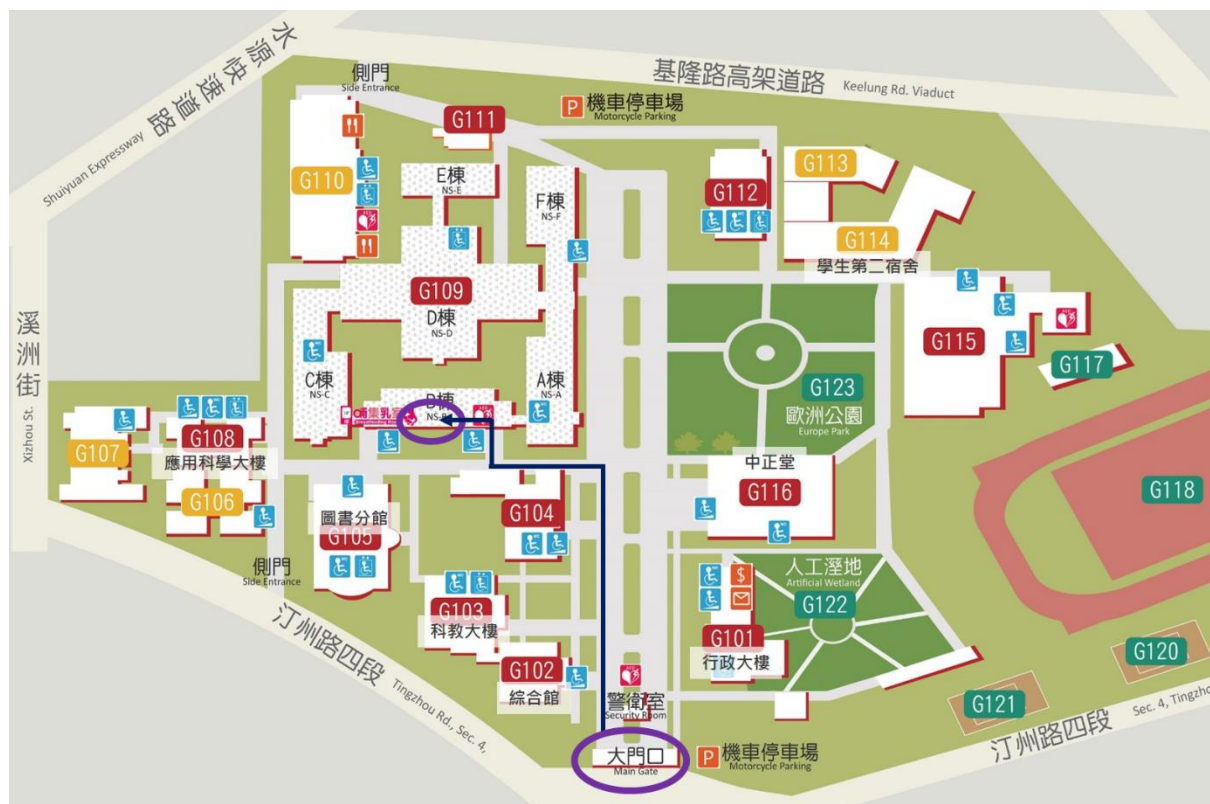 水源快速道路
Shuiyuan Expressway
側門
Side Entrance
基隆路高架道路
Keelung Rd. Viaduct
P 機車停車場
Motorcycle Parking
G111
G110
E棟
NS-E
F棟
NS-F
G112
G113
G114
學生第二宿舍
G109
D棟
NS-D
G115
G117
溪洲街
Xizhou St.
C棟
NS-C
A棟
NS-A
G123
歐洲公園
Europe Park
B棟
哺集乳室
G107
G108
應用科學大樓
G106
圖書分館
G105
G104
中正堂
G116
G118
側門
Side Entrance
G103
科教大樓
人工溼地
Artificial Wetland
G122
$
G101
行政大樓
G102
綜合館
G120
G121
汀州路四段
Tingzhou Rd., Sec. 4,
警衛室
Security Room
大門口
Main Gate
P 機車停車場
Motorcycle Parking
汀州路四段
Sec. 4, Tingzho